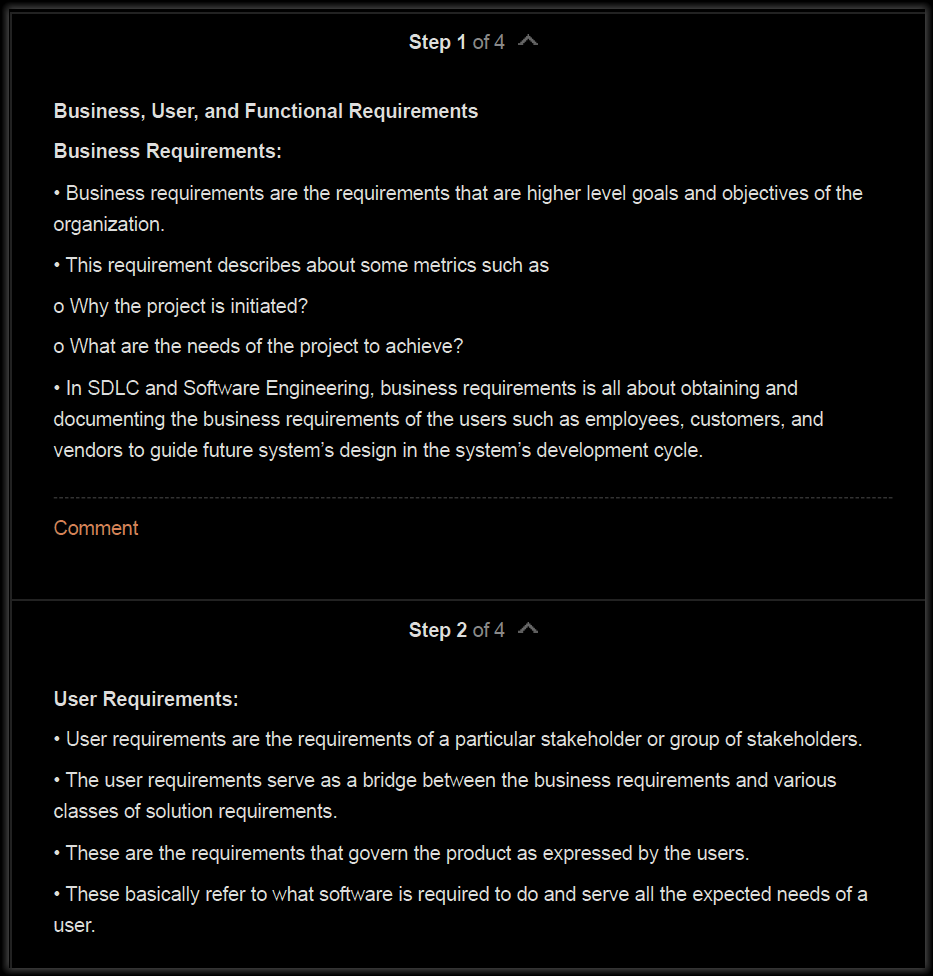 Step 1 of 4
Business, User, and Functional Requirements
Business Requirements:
• Business requirements are the requirements that are higher level goals and objectives of the
organization.
• This requirement describes about some metrics such as
o Why the project is initiated?
o What are the needs of the project to achieve?
• In SDLC and Software Engineering, business requirements is all about obtaining and
documenting the business requirements of the users such as employees, customers, and
vendors to guide future system’s design in the system’s development cycle.
Comment
Step 2 of 4
User Requirements:
• User requirements are the requirements of a particular stakeholder or group of stakeholders.
• The user requirements serve as a bridge between the business requirements and various
classes of solution requirements.
• These are the requirements that govern the product as expressed by the users.
• These basically refer to what software is required to do and serve all the expected needs of a
user.